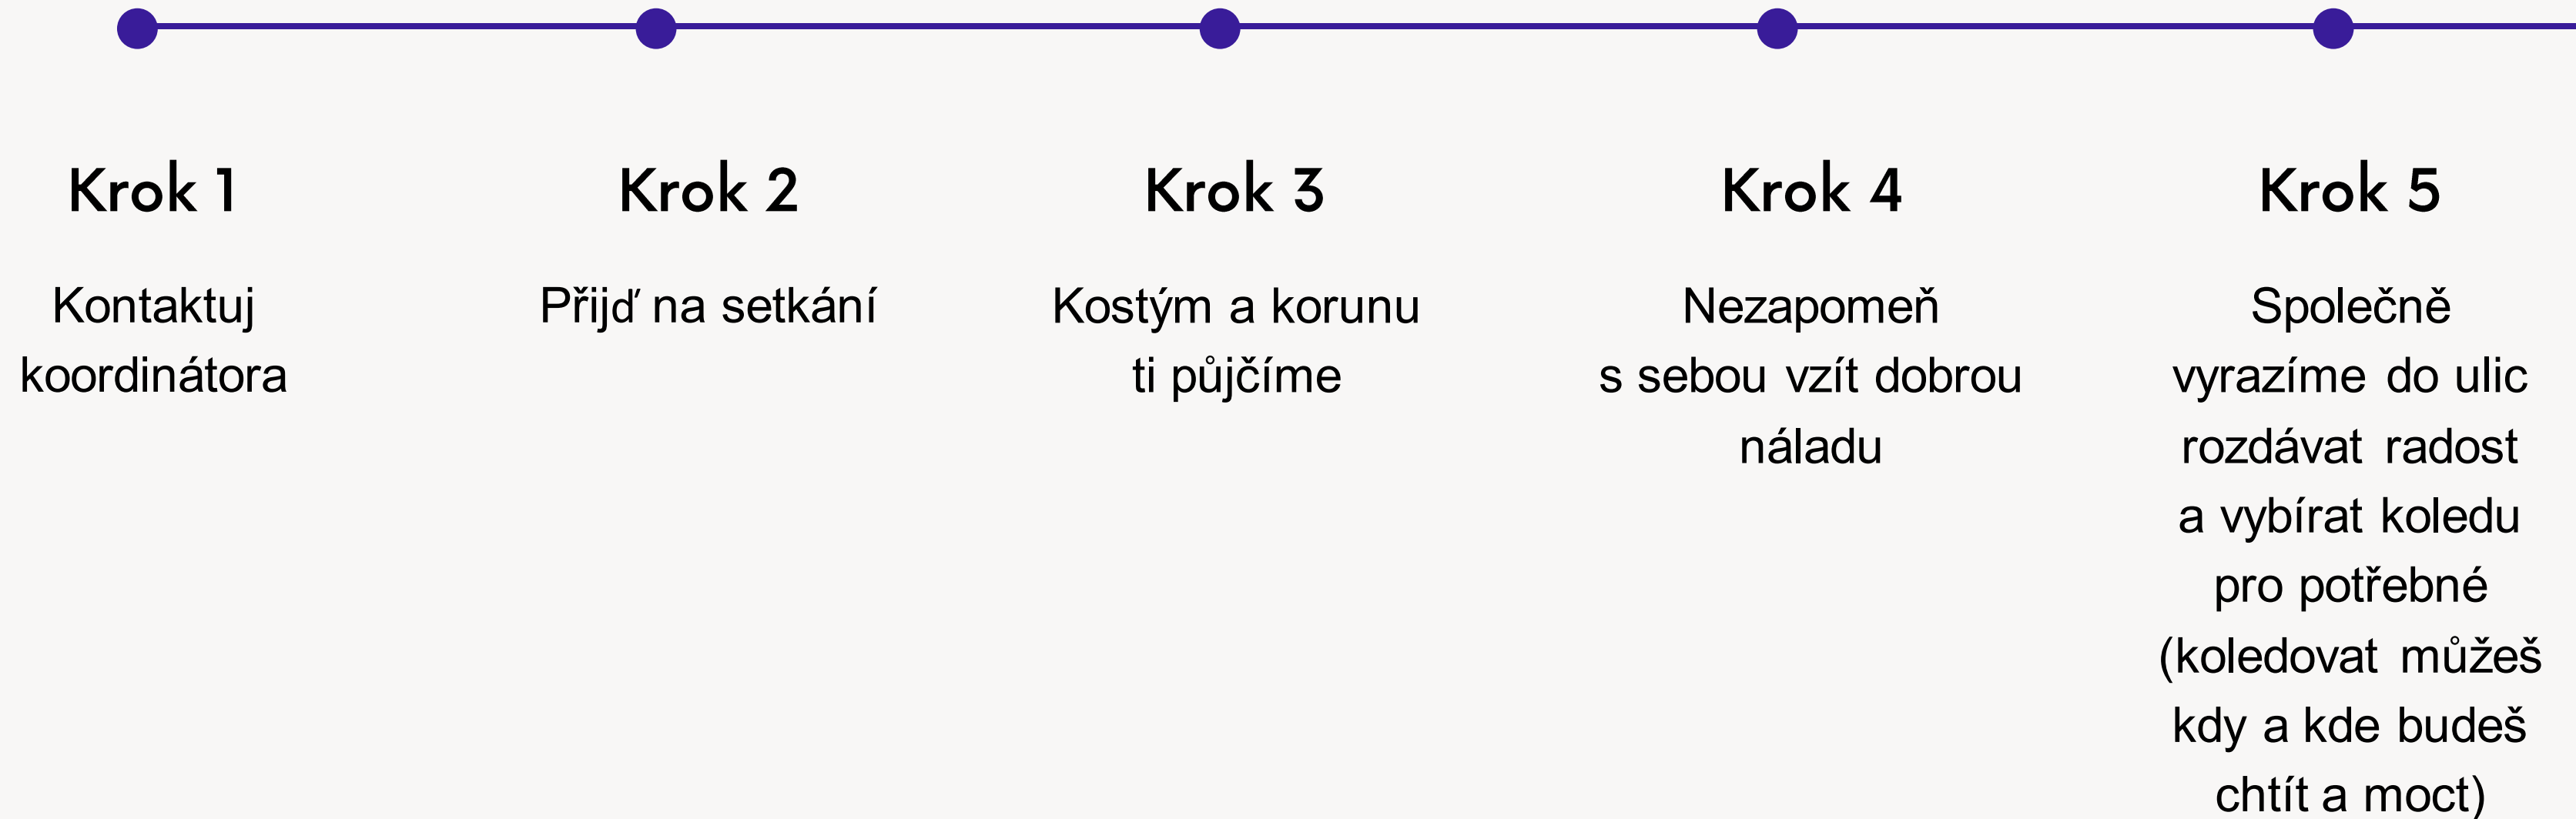 Krok 1
Kontaktuj
koordinátora
Krok 2
Přijď na setkání
Krok 3
Kostým a korunu
ti půjčíme
Krok 4
Nezapomeň
s sebou vzít dobrou
náladu
Krok 5
Společně
vyrazíme do ulic
rozdávat radost
a vybírat koledu
pro potřebné
(koledovat můžeš
kdy a kde budeš
chtít a moct)